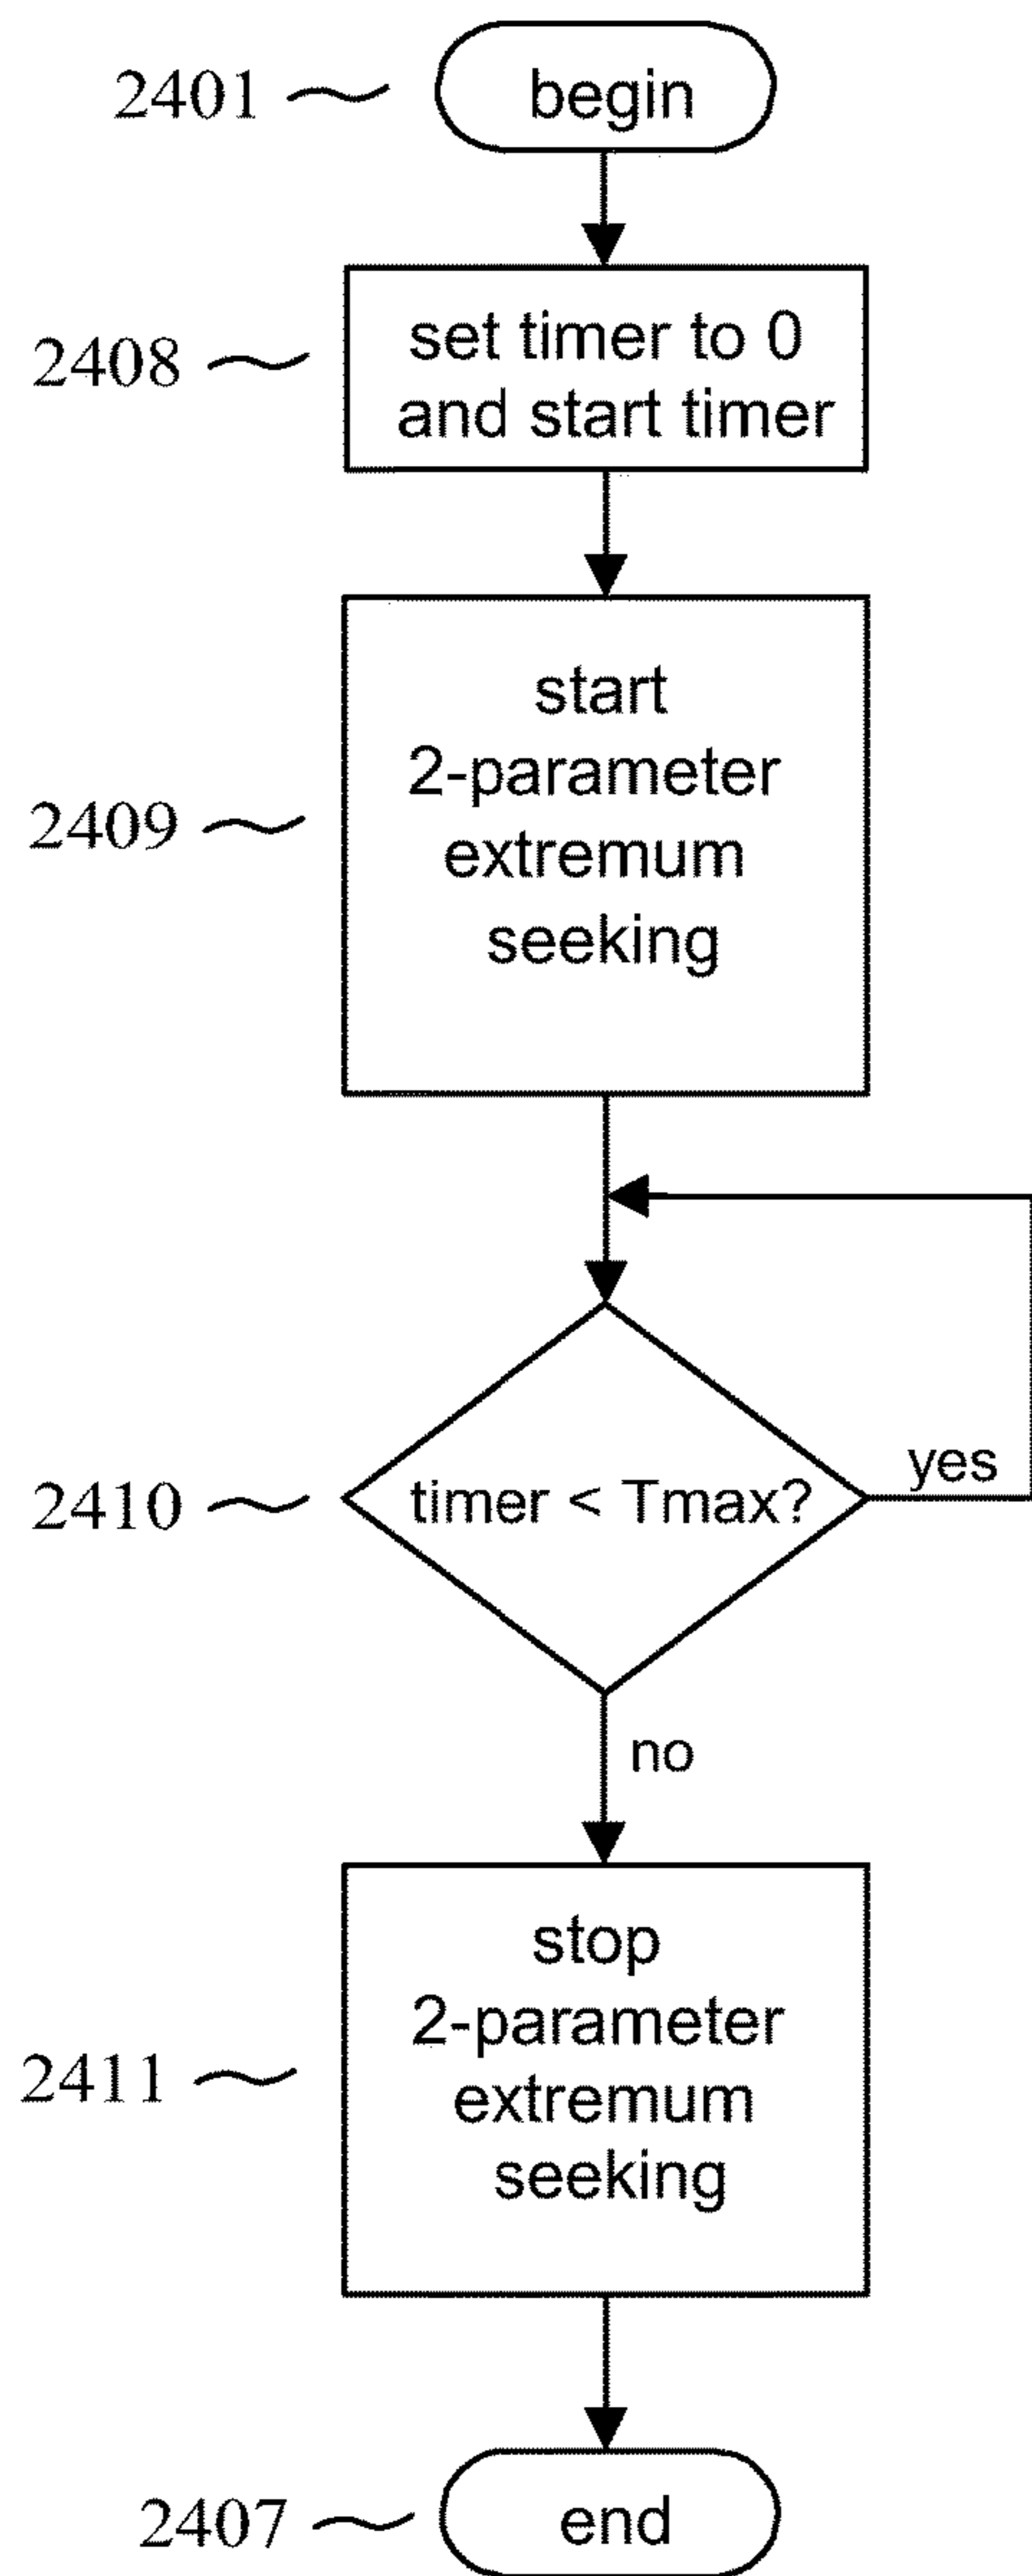 2401
begin
2408
set timer to 0
and start timer
2409
start
2-parameter
extremum
seeking
2410
timer < Tmax?
yes
no
2411
stop
2-parameter
extremum
seeking
2407
end